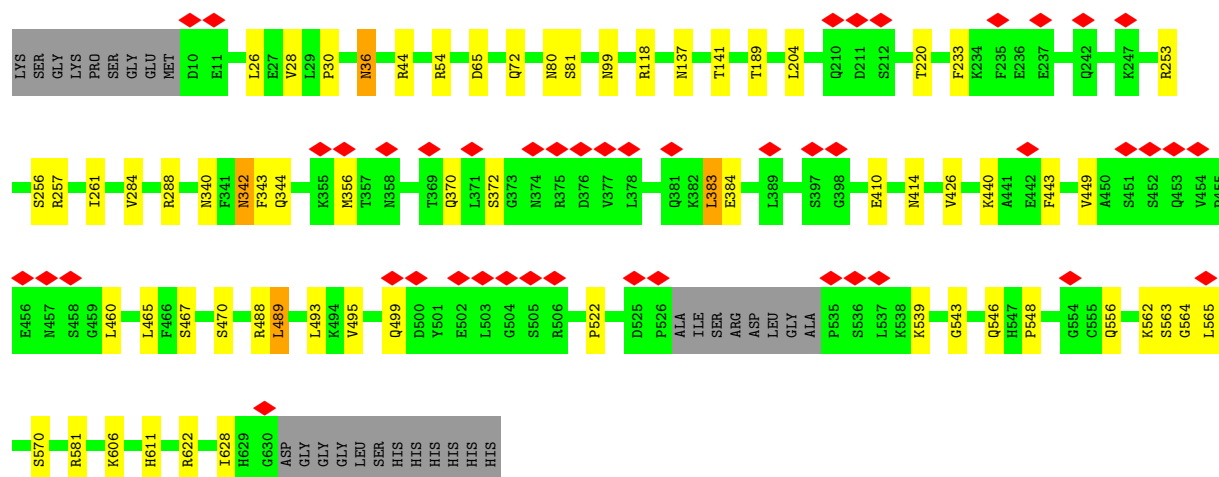 LYS SER GLY LYS PRO SER GLY GLU MET D10 E11 L26 E27 V28 L29 P30 N36 R44 R54 D65 Q72 N80 S81 N99 R118 N137 T141 T189 L204 Q210 D211 S212 T220 F233 K234 F235 E236 E237 Q242 K247 R253
S256 R257 I261 V284 R288 N340 F341 N342 F343 Q344 K355 M356 T357 N358 T369 Q370 L371 S372 G373 N374 R375 D376 V377 L378 Q381 K382 L383 E384 L389 S397 G398 E410 N414 V426 K440 A441 E442 F443 V449 A450 S451 S452 Q453 V454
E456 N457 S458 G459 L460 L465 F466 S467 S470 R488 L489 L493 K494 V495 Q499 D500 Y501 E502 L503 G504 S505 R506 P522 D525 P526 ALA ILE SER ARG ASP LEU GLY ALA P535 S536 L537 K538 K539 G543 Q546 H547 P548 G554 C555 Q556 K562 S563 G564 L565
S570 R581 K606 H611 R622 I628 H629 G630 ASP GLY GLY GLY LEU SER HIS HIS HIS HIS HIS HIS